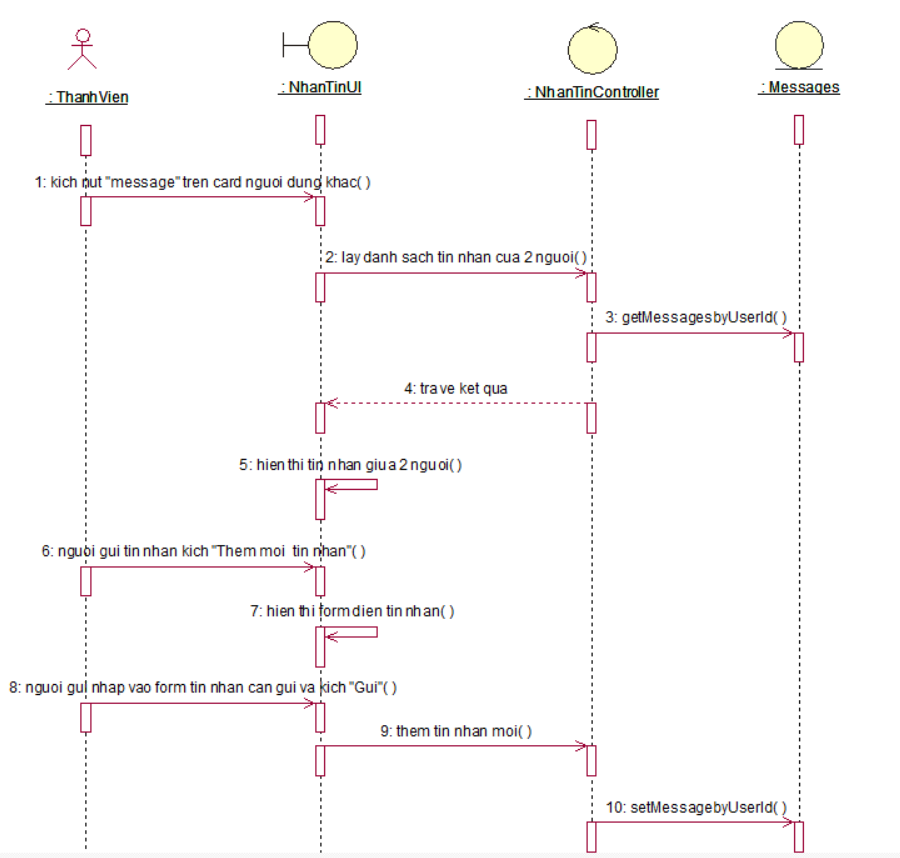 : ThanhVien
: NhanTinUI
: NhanTinController
: Messages
1: kich nut "message" tren card nguoi dung khac( )
2: lay danh sach tin nhan cua 2 nguoi( )
3: getMessagesbyUserId( )
4: tra ve ket qua
5: hien thi tin nhan giua 2 nguoi( )
6: nguoi gui tin nhan kich "Them moi tin nhan"( )
7: hien thi form dien tin nhan( )
8: nguoi gui nhap vao form tin nhan can gui va kich "Gui"( )
9: them tin nhan moi( )
10: setMessagebyUserId( )